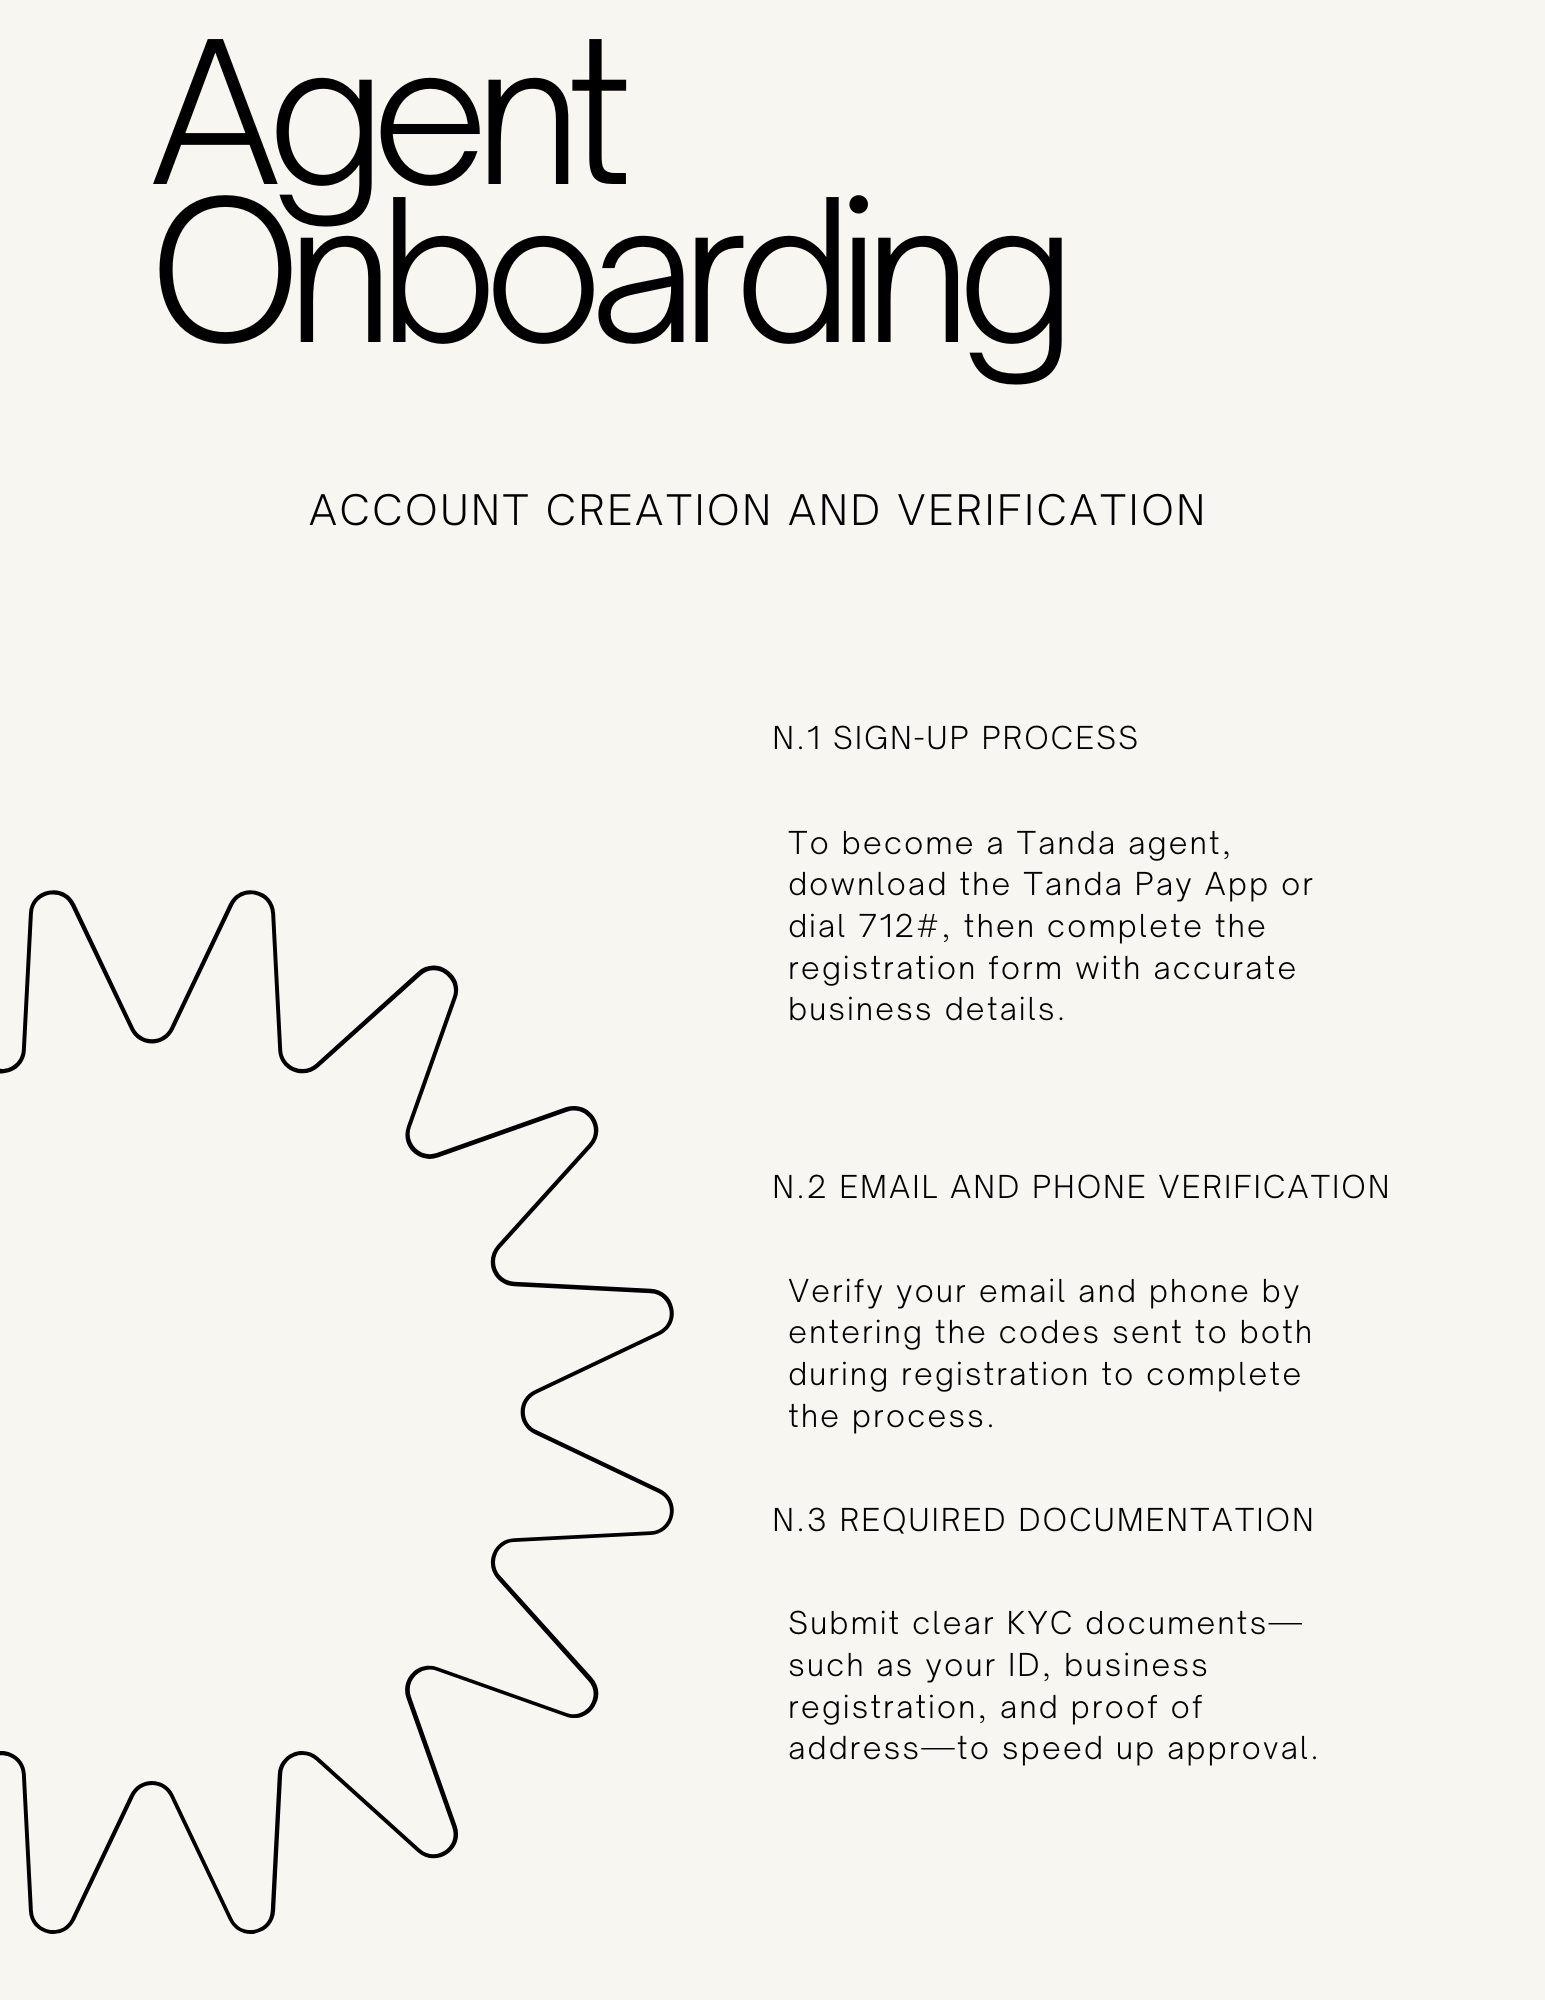 Agent
Onboarding
ACCOUNT CREATION AND VERIFICATION
N.1 SIGN-UP PROCESS
To become a Tanda agent,
download the Tanda Pay App or
dial 712#, then complete the
registration form with accurate
business details.
N.2 EMAIL AND PHONE VERIFICATION
Verify your email and phone by
entering the codes sent to both
during registration to complete
the process.
N.3 REQUIRED DOCUMENTATION
Submit clear KYC documents—
such as your ID, business
registration, and proof of
address—to speed up approval.